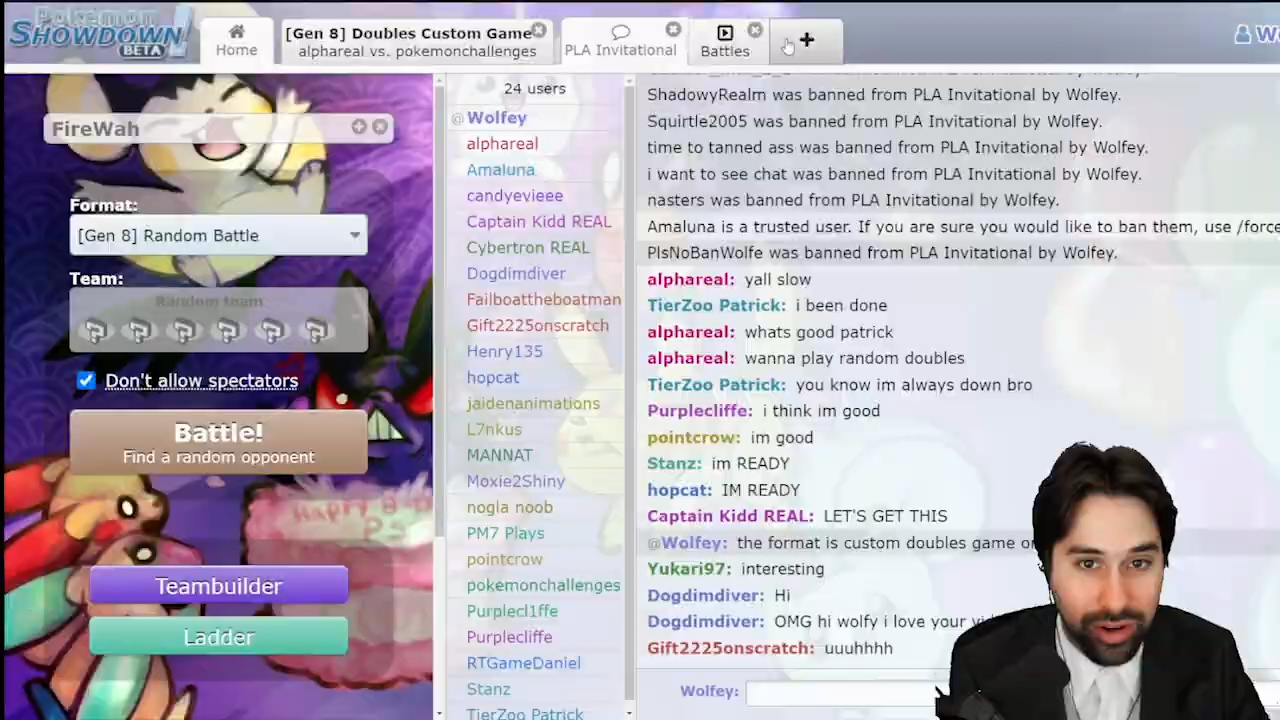 Pokémon
SHOWDOWN!
BETA
Home
[Gen 8] Doubles Custom Game
alphareal vs. pokemonchallenges
PLA Invitational
Battles
FireWah
Format:
[Gen 8] Random Battle
Team:
Random team
Don't allow spectators
Battle!
Find a random opponent
Teambuilder
Ladder
24 users
@Wolfey
alphareal
Amaluna
candyevieee
Captain Kidd REAL
Cybertron REAL
Dogdimdiver
Failboattheboatman
Gift2225onscratch
Henry135
hopcat
jaidenanimations
L7nkus
MANNAT
Moxie2Shiny
nogla noob
PM7 Plays
pointcrow
pokemonchallenges
Purplecl1ffe
Purplecliffe
RTGameDaniel
Stanz
TierZoo Patrick
ShadowyRealm was banned from PLA Invitational by Wolfey.
Squirtle2005 was banned from PLA Invitational by Wolfey.
time to tanned ass was banned from PLA Invitational by Wolfey.
i want to see chat was banned from PLA Invitational by Wolfey.
nasters was banned from PLA Invitational by Wolfey.
Amaluna is a trusted user. If you are sure you would like to ban them, use /force
PlsNoBanWolfe was banned from PLA Invitational by Wolfey.
alphareal: yall slow
TierZoo Patrick: i been done
alphareal: whats good patrick
alphareal: wanna play random doubles
TierZoo Patrick: you know im always down bro
Purplecliffe: i think im good
pointcrow: im good
Stanz: im READY
hopcat: IM READY
Captain Kidd REAL: LET'S GET THIS
@Wolfey: the format is custom doubles game
Yukari97: interesting
Dogdimdiver: Hi
Dogdimdiver: OMG hi wolfy i love your
Gift2225onscratch: uuuhhhh
Wolfey: